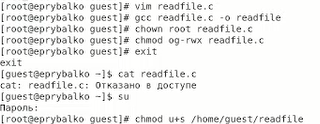 [root@eprybalko guest]# vim readfile.c
[root@eprybalko guest]# gcc readfile.c -o readfile
[root@eprybalko guest]# chown root readfile.c
[root@eprybalko guest]# chmod og-rwx readfile.c
[root@eprybalko guest]# exit
exit
[guest@eprybalko ~]$ cat readfile.c
cat: readfile.c: Отказано в доступе
[guest@eprybalko ~]$ su
Пароль:
[root@eprybalko guest]# chmod u+s /home/guest/readfile